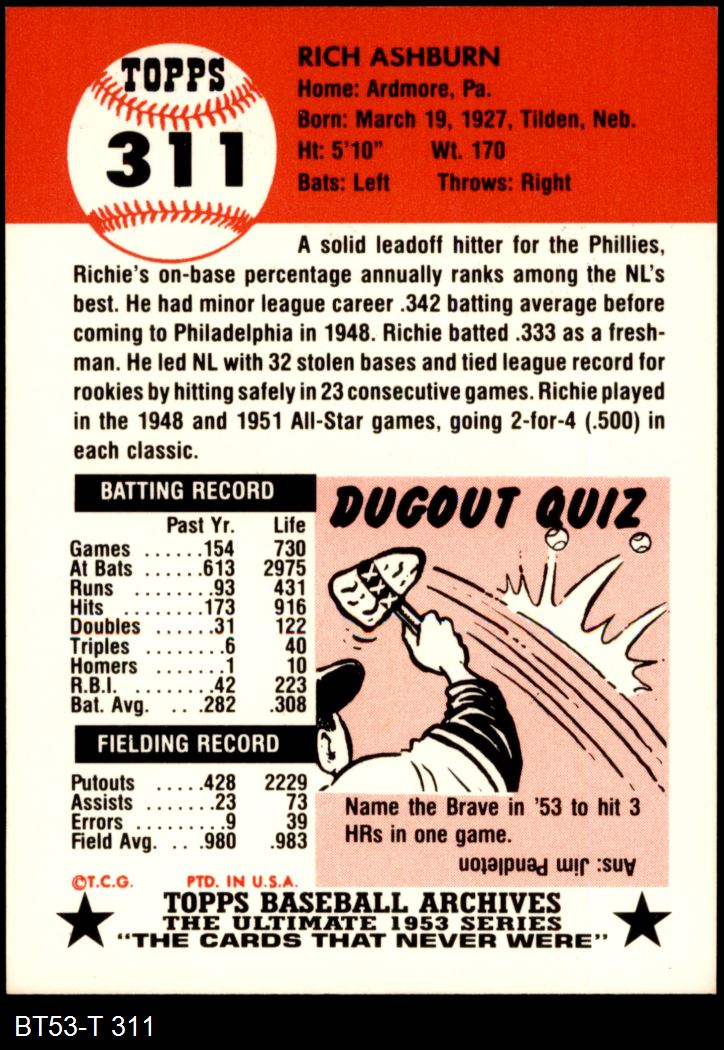 TOPPS
311
RICH ASHBURN
Home: Ardmore, Pa.
Born: March 19, 1927, Tilden, Neb.
Ht: 5'10" Wt. 170
Bats: Left Throws: Right
A solid leadoff hitter for the Phillies,
Richie's on-base percentage annually ranks among the NL's
best. He had minor league career .342 batting average before
coming to Philadelphia in 1948. Richie batted .333 as a fresh-
man. He led NL with 32 stolen bases and tied league record for
rookies by hitting safely in 23 consecutive games. Richie played
in the 1948 and 1951 All-Star games, going 2-for-4 (.500) in
each classic.
BATTING RECORD
Past Yr. Life
Games ......154 730
At Bats ......613 2975
Runs ........93 431
Hits ........173 916
Doubles ......31 122
Triples ........6 40
Homers .......1 10
R.B.I. ........42 223
Bat. Avg. ... .282 .308
FIELDING RECORD
Putouts .....428 2229
Assists .......23 73
Errors .........9 39
Field Avg. ... .980 .983
DUGOUT QUIZ
Name the Brave in '53 to hit 3
HRs in one game.
Ans: Jim Pendleton
©T.C.G. PTD. IN U.S.A.
TOPPS BASEBALL ARCHIVES
THE ULTIMATE 1953 SERIES
"THE CARDS THAT NEVER WERE"
BT53-T 311